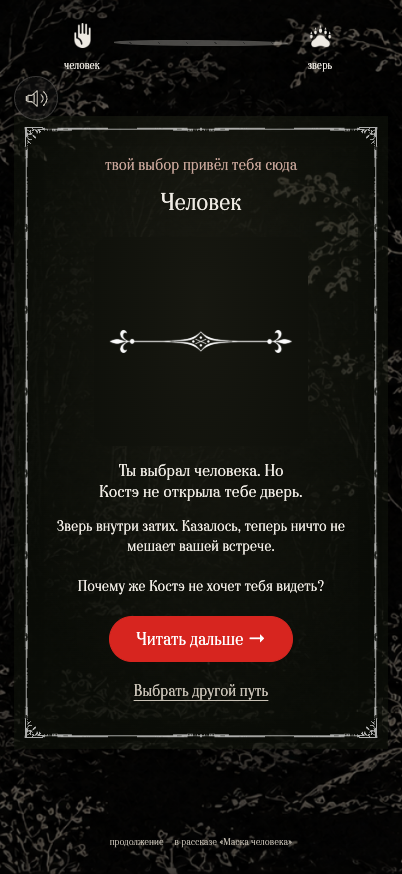 человек
зверь
твой выбор привёл тебя сюда
Человек
Ты выбрал человека. Но
Костэ не открыла тебе дверь.
Зверь внутри затих. Казалось, теперь ничто не
мешает вашей встрече.
Почему же Костэ не хочет тебя видеть?
Читать дальше →
Выбрать другой путь
продолжение — в рассказе «Маска человека»